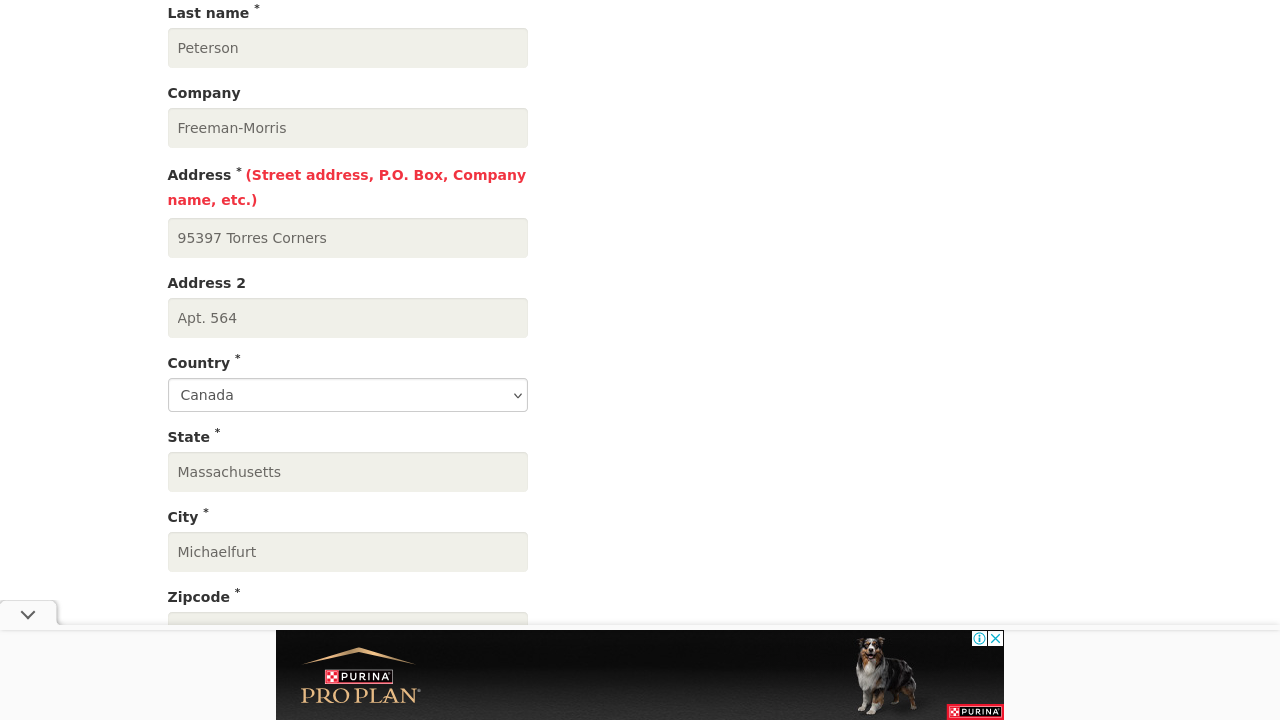 Last name *
Peterson
Company
Freeman-Morris
Address * (Street address, P.O. Box, Company
name, etc.)
95397 Torres Corners
Address 2
Apt. 564
Country *
Canada
State *
Massachusetts
City *
Michaelfurt
Zipcode *
PURINA
PRO PLAN
PURINA